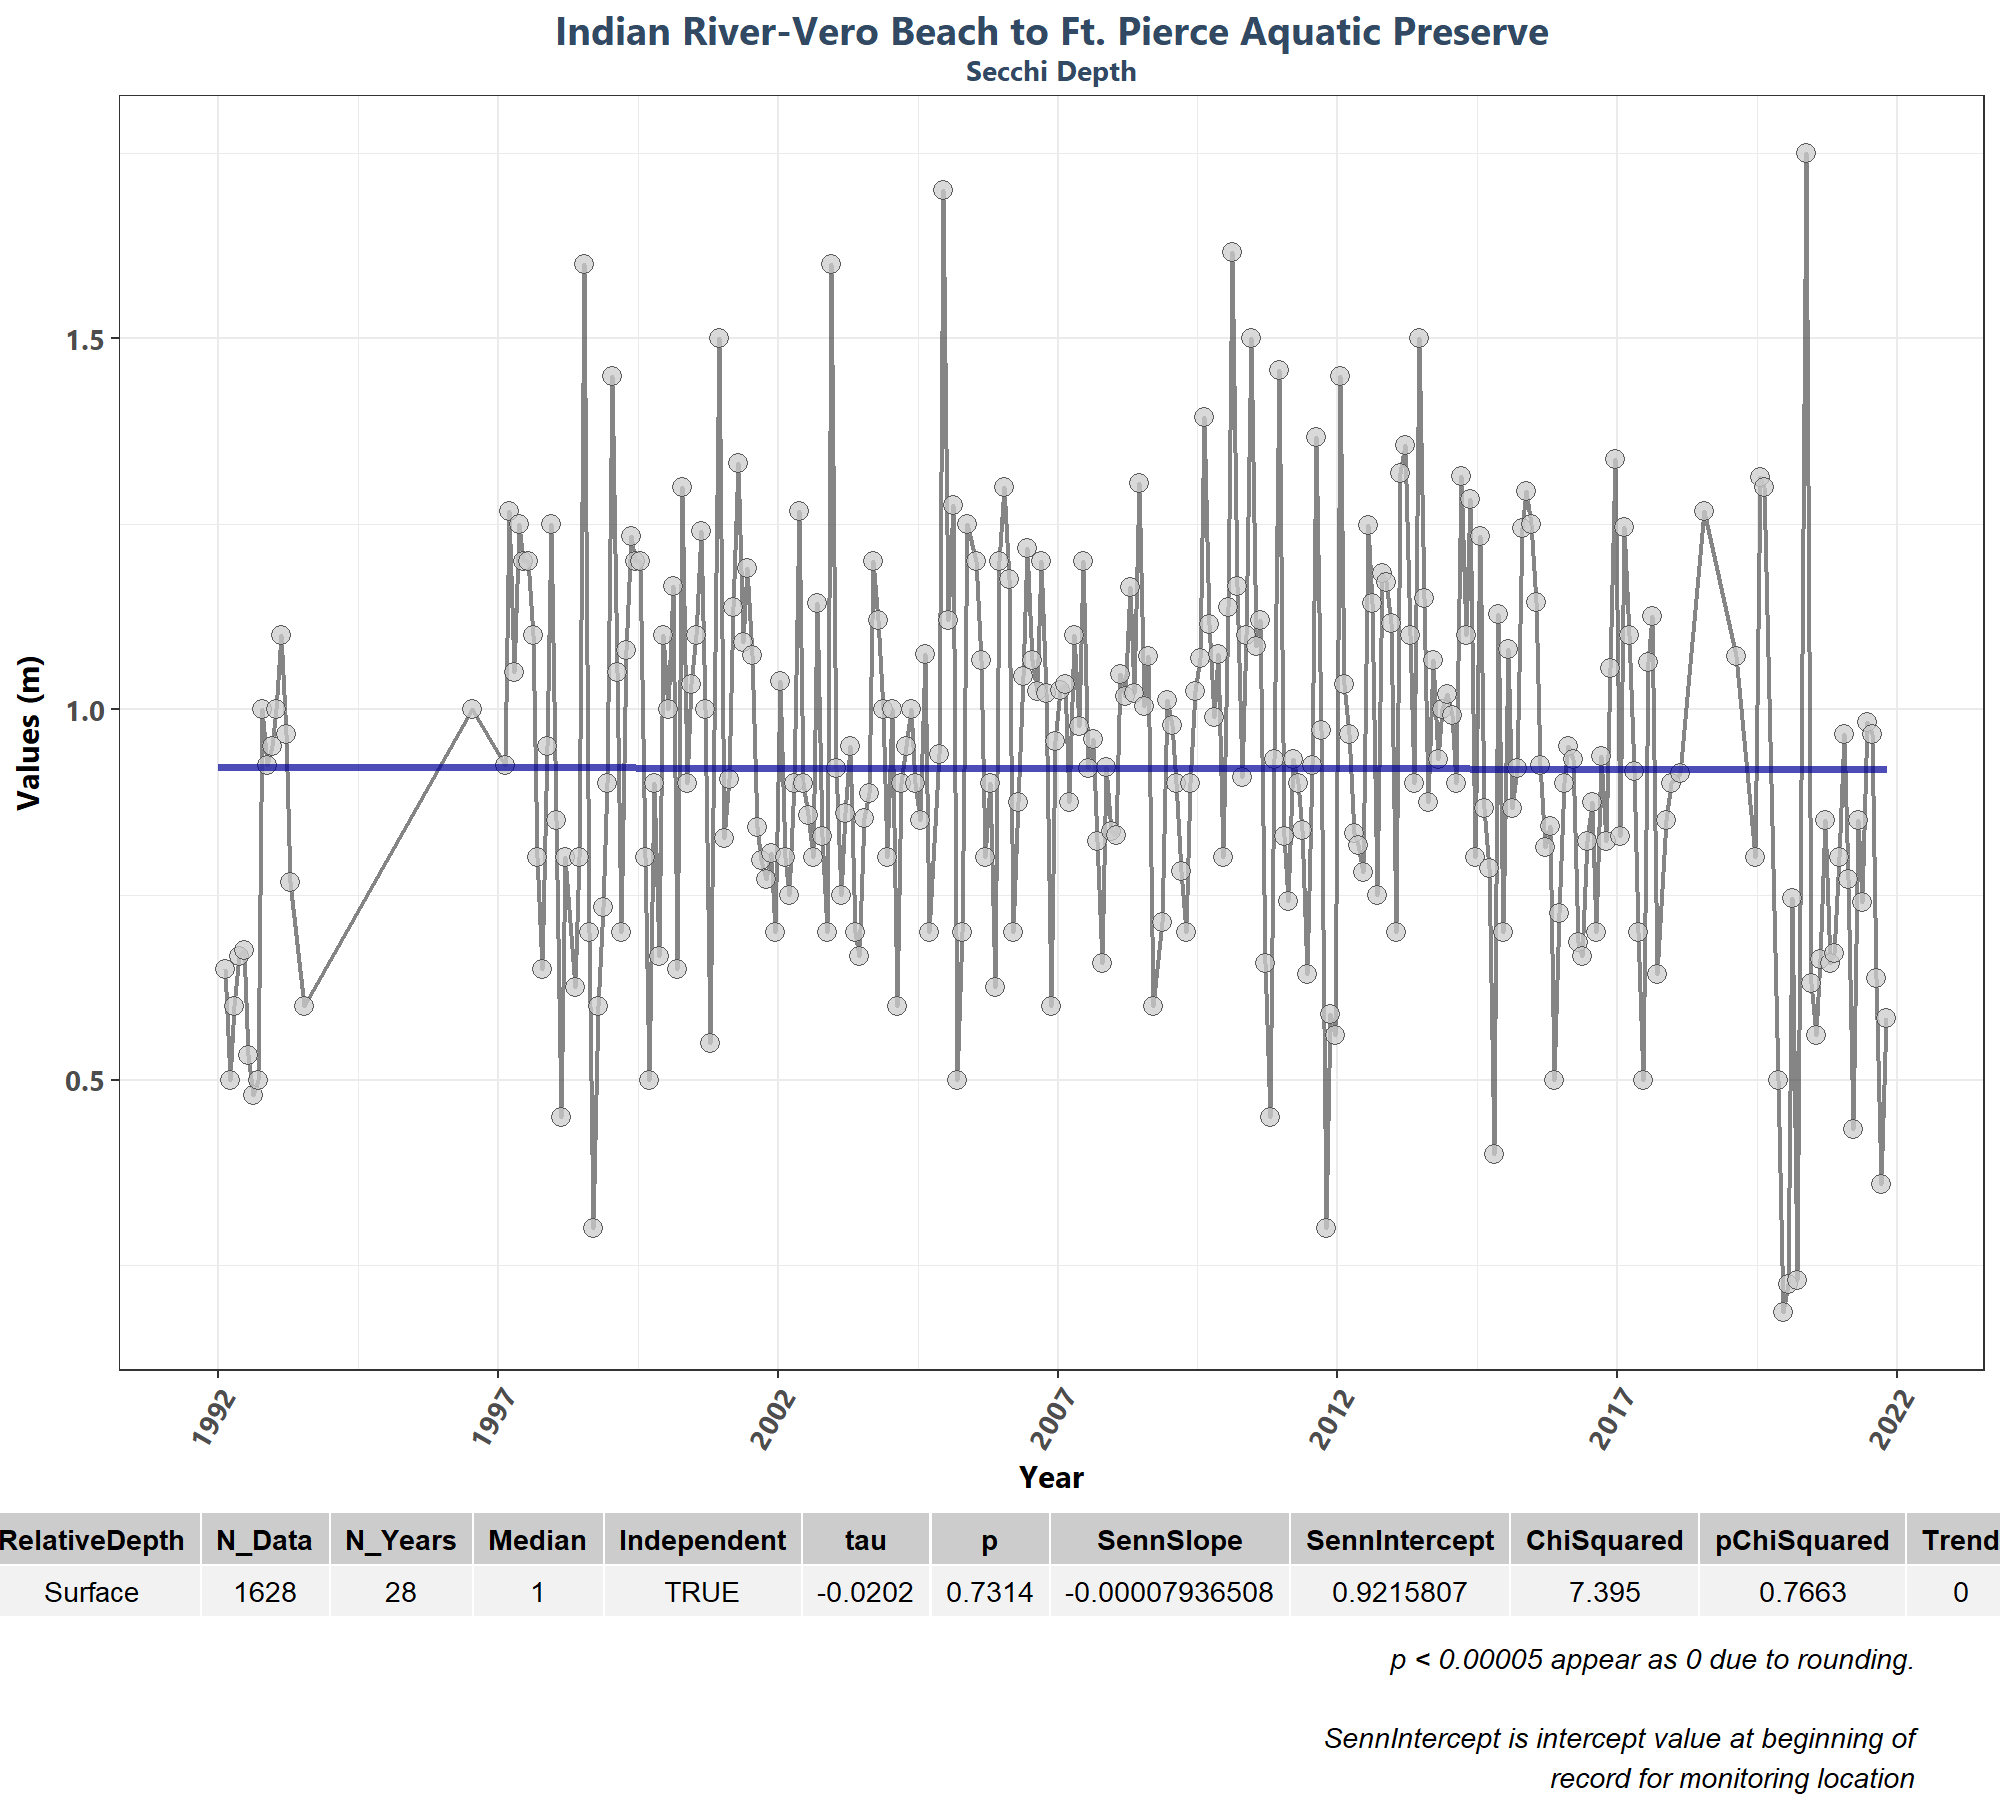 Indian River-Vero Beach to Ft. Pierce Aquatic Preserve
Secchi Depth
Values (m)
1.5
1.0
0.5
1992 1997 2002 2007 2012 2017 2022
Year
RelativeDepth N_Data N_Years Median Independent tau p SennSlope SennIntercept ChiSquared pChiSquared Trend
Surface 1628 28 1 TRUE -0.0202 0.7314 -0.00007936508 0.9215807 7.395 0.7663 0
p < 0.00005 appear as 0 due to rounding.
SennIntercept is intercept value at beginning of
record for monitoring location